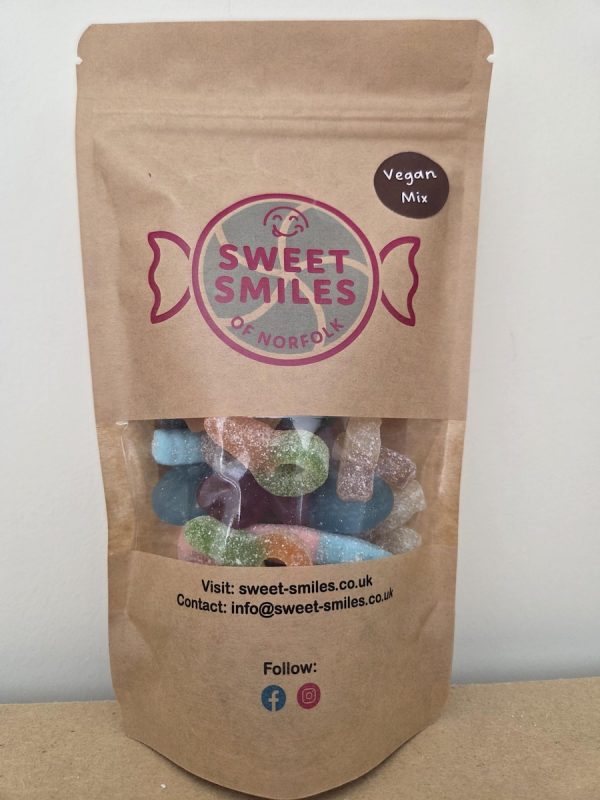 Vegan
Mix
SWEET
SMILES
OF NORFOLK
Visit: sweet-smiles.co.uk
Contact: info@sweet-smiles.co.uk
Follow: